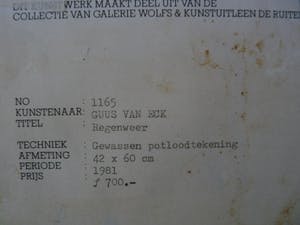 DIT KUNSTWERK MAAKT DEEL UIT VAN DE
COLLECTIE VAN GALERIE WOLFS & KUNSTUITLEEN DE RUITE
NO : 1165
KUNSTENAAR: GUUS VAN ECK
TITEL : Regenweer
TECHNIEK : Gewassen potloodtekening
AFMETING : 42 x 60 cm
PERIODE : 1981
PRIJS : ƒ 700.-